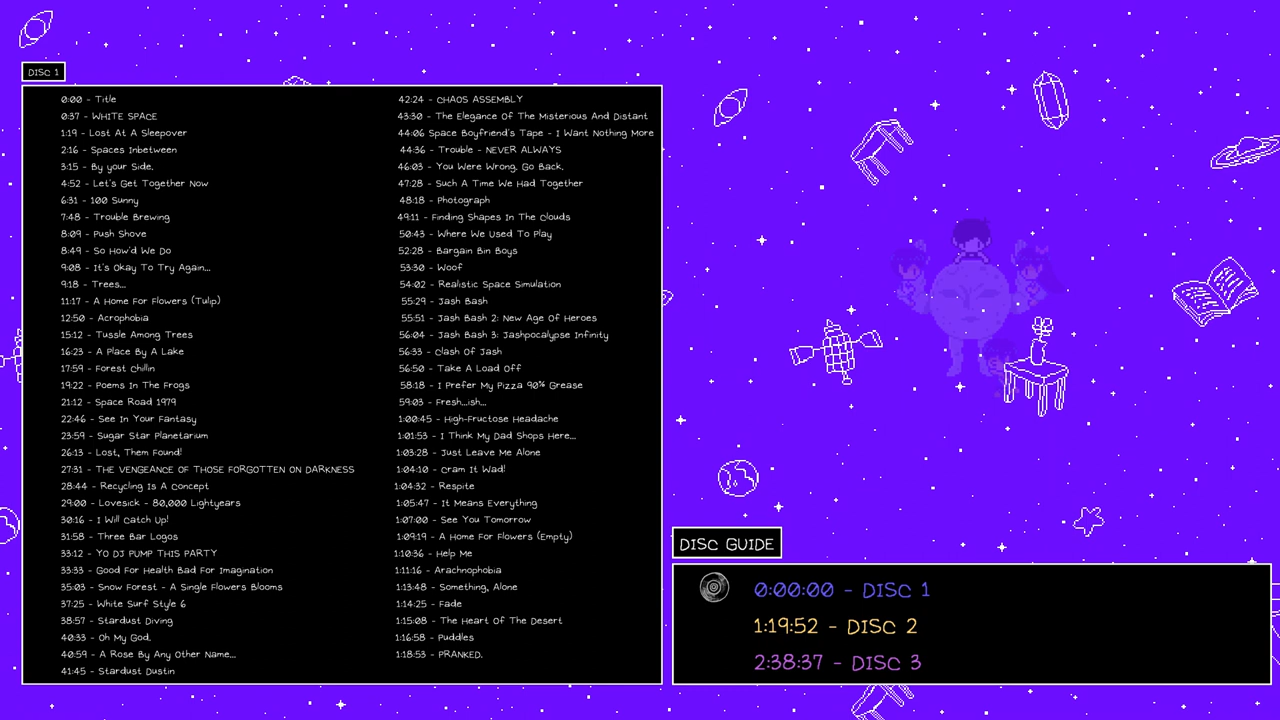 DISC 1
0:00 - Title
0:37 - WHITE SPACE
1:19 - Lost At A Sleepover
2:16 - Spaces Inbetween
3:15 - By your Side.
4:52 - Let's Get Together Now
6:31 - 100 Sunny
7:48 - Trouble Brewing
8:09 - Push Shove
8:49 - So How'd We Do
9:08 - It's Okay To Try Again...
9:18 - Trees...
11:17 - A Home For Flowers (Tulip)
12:50 - Acrophobia
15:12 - Tussle Among Trees
16:23 - A Place By A Lake
17:59 - Forest Chillin
19:22 - Poems In The Frogs
21:12 - Space Road 1979
22:46 - See In Your Fantasy
23:59 - Sugar Star Planetarium
26:13 - Lost, Them Found!
27:31 - THE VENGEANCE OF THOSE FORGOTTEN ON DARKNESS
28:44 - Recycling Is A Concept
29:00 - Lovesick - 80,000 Lightyears
30:16 - I Will Catch Up!
31:58 - Three Bar Logos
33:12 - YO DJ PUMP THIS PARTY
33:33 - Good For Health Bad For Imagination
35:03 - Snow Forest - A Single Flowers Blooms
37:25 - White Surf Style 6
38:57 - Stardust Diving
40:33 - Oh My God.
40:59 - A Rose By Any Other Name...
41:45 - Stardust Dustin
42:24 - CHAOS ASSEMBLY
43:30 - The Elegance Of The Misterious And Distant
44:06 Space Boyfriend's Tape - I Want Nothing More
44:36 - Trouble - NEVER ALWAYS
46:03 - You Were Wrong. Go Back.
47:28 - Such A Time We Had Together
48:18 - Photograph
49:11 - Finding Shapes In The Clouds
50:43 - Where We Used To Play
52:28 - Bargain Bin Boys
53:30 - Woof
54:02 - Realistic Space Simulation
55:29 - Jash Bash
55:51 - Jash Bash 2: New Age Of Heroes
56:04 - Jash Bash 3: Jashpocalypse Infinity
56:33 - Clash Of Jash
56:50 - Take A Load Off
58:18 - I Prefer My Pizza 90% Grease
59:03 - Fresh...ish...
1:00:45 - High-Fructose Headache
1:01:53 - I Think My Dad Shops Here...
1:03:28 - Just Leave Me Alone
1:04:10 - Cram It Wad!
1:04:32 - Respite
1:05:47 - It Means Everything
1:07:00 - See You Tomorrow
1:09:19 - A Home For Flowers (Empty)
1:10:36 - Help Me
1:11:16 - Arachnophobia
1:13:48 - Something, Alone
1:14:25 - Fade
1:15:08 - The Heart Of The Desert
1:16:58 - Puddles
1:18:53 - PRANKED.
DISC GUIDE
0:00:00 - DISC 1
1:19:52 - DISC 2
2:38:37 - DISC 3